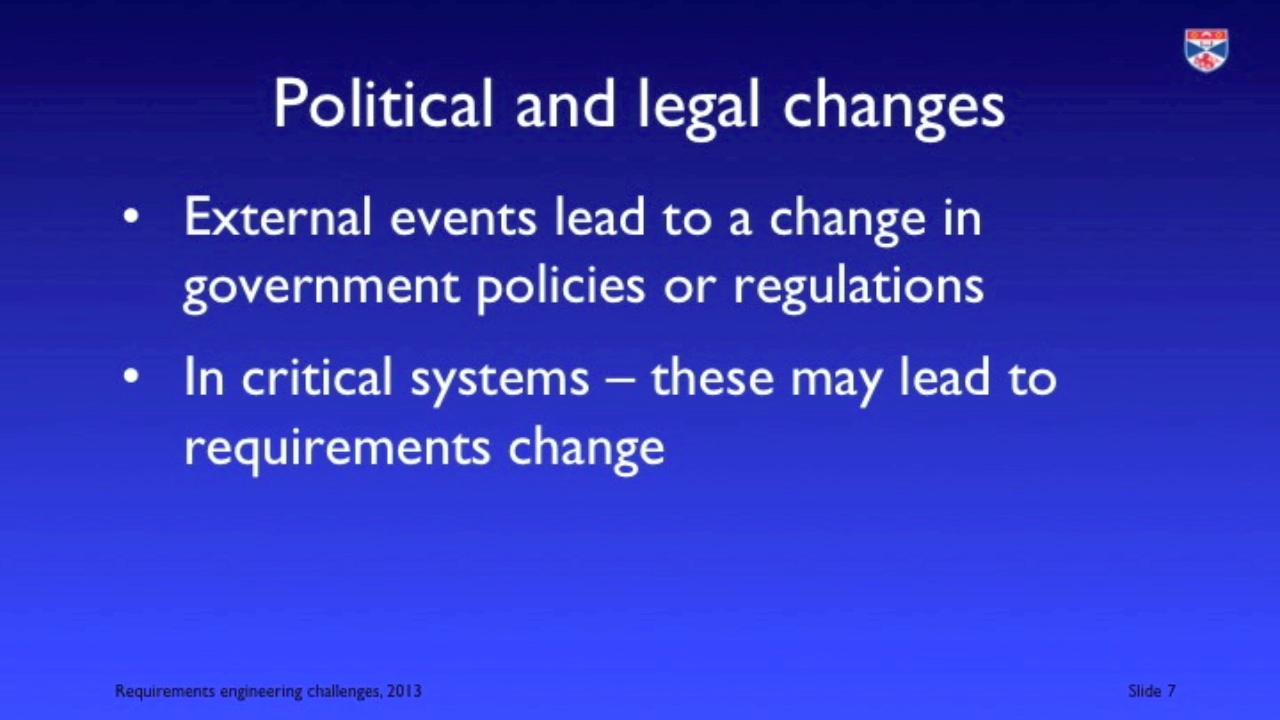 Political and legal changes
• External events lead to a change in
government policies or regulations
• In critical systems – these may lead to
requirements change
Requirements engineering challenges, 2013
Slide 7